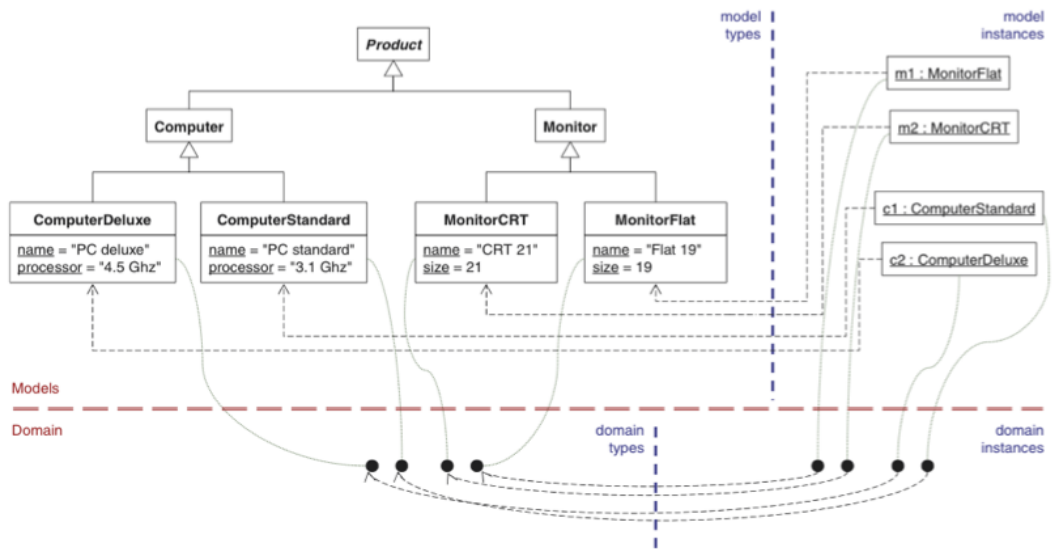 model
types
model
instances
Product
m1 : MonitorFlat
Computer
Monitor
m2 : MonitorCRT
ComputerDeluxe
name = "PC deluxe"
processor = "4.5 Ghz"
ComputerStandard
name = "PC standard"
processor = "3.1 Ghz"
MonitorCRT
name = "CRT 21"
size = 21
MonitorFlat
name = "Flat 19"
size = 19
c1 : ComputerStandard
c2 : ComputerDeluxe
Models
Domain
domain
types
domain
instances